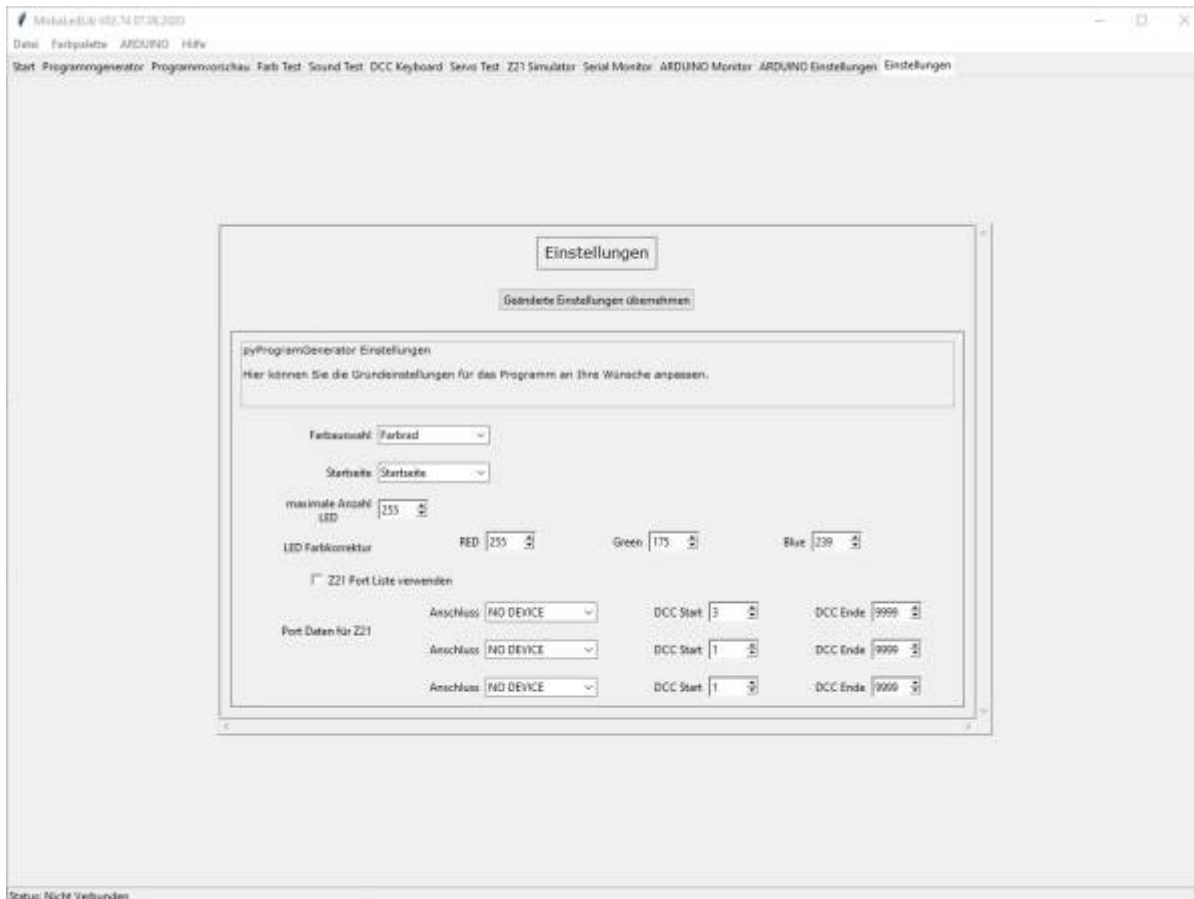 MobaLedLib V02.74 07.06.2020
Datei Farbpalette ARDUINO Hilfe
Start Programmgenerator Programmvorschau Farb Test Sound Test DCC Keyboard Servo Test Z21 Simulator Serial Monitor ARDUINO Monitor ARDUINO Einstellungen Einstellungen
Einstellungen
Geänderte Einstellungen übernehmen
pyProgramGenerator Einstellungen
Hier können Sie die Grundeinstellungen für das Programm an Ihre Wünsche anpassen.
Farbauswahl Farbrad
Startseite Startseite
maximale Anzahl
LED 255
LED Farbkorrektur RED 255 Green 175 Blue 239
Z21 Port Liste verwenden
Port Daten für Z21
Anschluss NO DEVICE DCC Start 3 DCC Ende 9999
Anschluss NO DEVICE DCC Start 1 DCC Ende 9999
Anschluss NO DEVICE DCC Start 1 DCC Ende 9999
Status: Nicht Verbunden